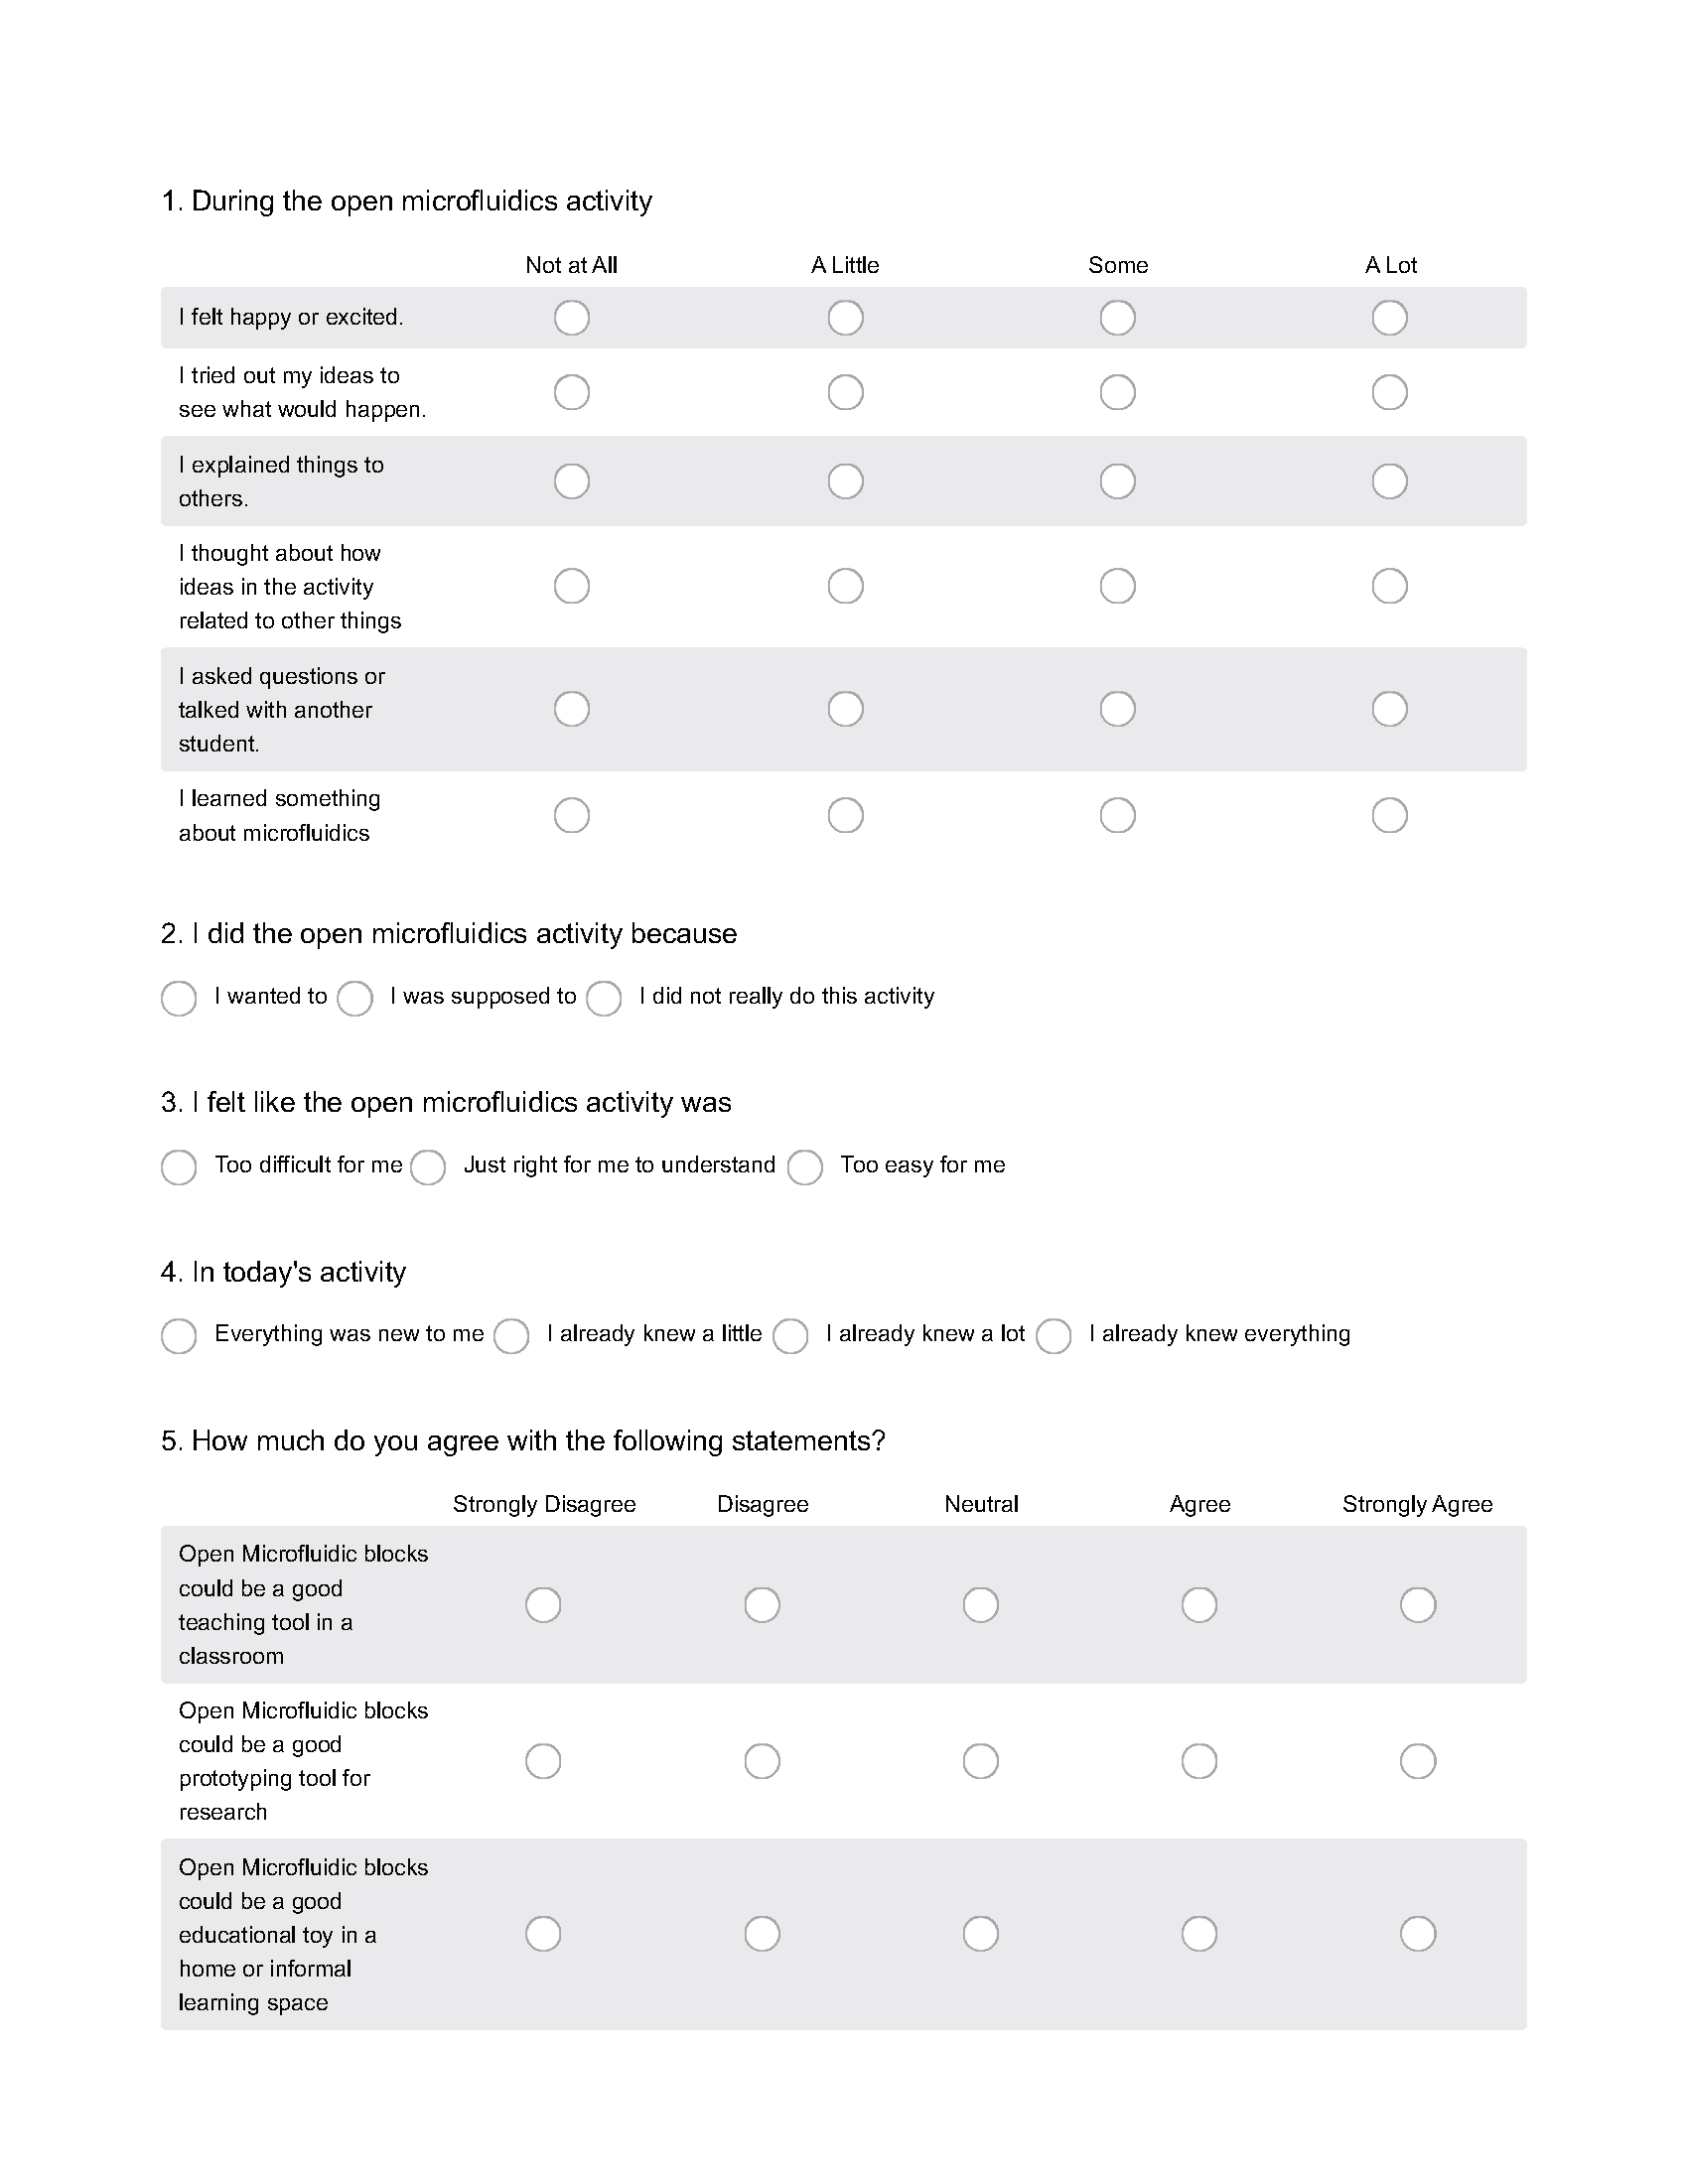 1. During the open microfluidics activity
Not at All A Little Some A Lot
I felt happy or excited.
I tried out my ideas to
see what would happen.
I explained things to
others.
I thought about how
ideas in the activity
related to other things
I asked questions or
talked with another
student.
I learned something
about microfluidics
2. I did the open microfluidics activity because
I wanted to I was supposed to I did not really do this activity
3. I felt like the open microfluidics activity was
Too difficult for me Just right for me to understand Too easy for me
4. In today's activity
Everything was new to me I already knew a little I already knew a lot I already knew everything
5. How much do you agree with the following statements?
Strongly Disagree Disagree Neutral Agree Strongly Agree
Open Microfluidic blocks
could be a good
teaching tool in a
classroom
Open Microfluidic blocks
could be a good
prototyping tool for
research
Open Microfluidic blocks
could be a good
educational toy in a
home or informal
learning space